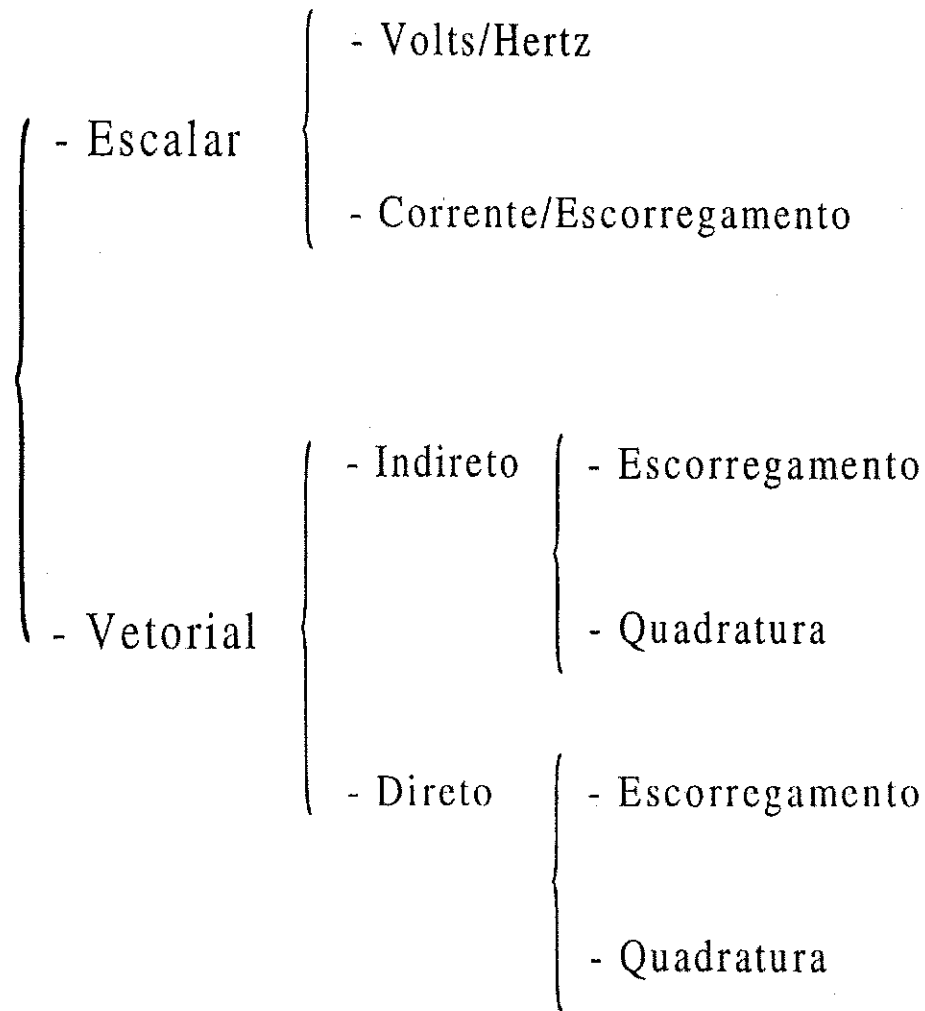 - Volts/Hertz
- Escalar
- Corrente/Escorregamento
- Indireto
- Escorregamento
- Vetorial
- Quadratura
- Direto
- Escorregamento
- Quadratura